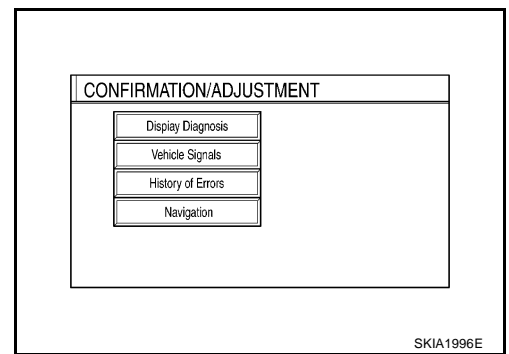 CONFIRMATION/ADJUSTMENT
Display Diagnosis
Vehicle Signals
History of Errors
Navigation
SKIA1996E